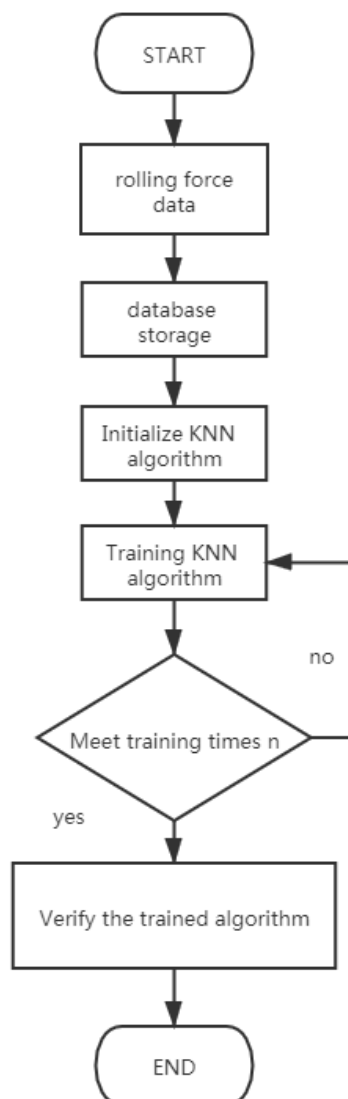 START
rolling force
data
database
storage
Initialize KNN
algorithm
Training KNN
algorithm
no
Meet training times n
yes
Verify the trained algorithm
END